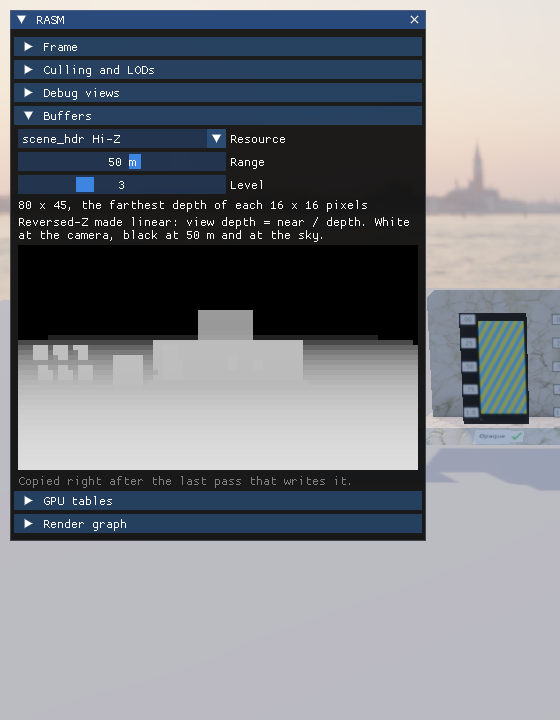 RASM
Frame
Culling and LODs
Debug views
Buffers
scene_hdr Hi-Z Resource
50 m Range
3 Level
80 x 45, the farthest depth of each 16 x 16 pixels
Reversed-Z made linear: view depth = near / depth. White
at the camera, black at 50 m and at the sky.
Opaque
Copied right after the last pass that writes it.
GPU tables
Render graph